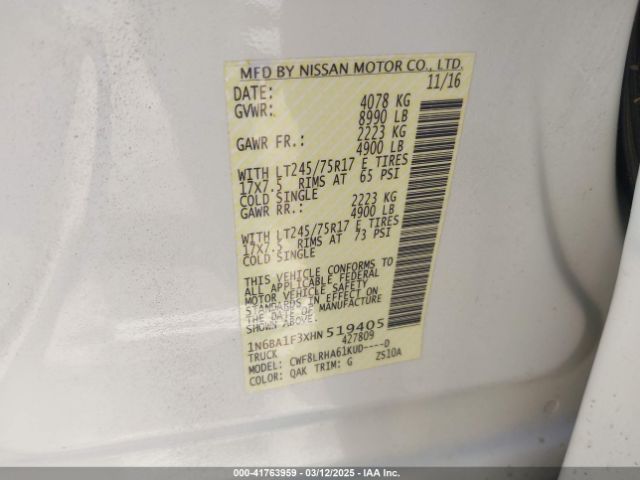 MFD BY NISSAN MOTOR CO., LTD.
DATE: 11/16
GVWR: 4078 KG
8990 LB
GAWR FR.: 2223 KG
4900 LB
WITH LT245/75R17 E TIRES
17X7.5 RIMS AT 65 PSI
COLD SINGLE
GAWR RR.: 2223 KG
4900 LB
WITH LT245/75R17 E TIRES
17X7.5 RIMS AT 73 PSI
COLD SINGLE
THIS VEHICLE CONFORMS TO
ALL APPLICABLE FEDERAL
MOTOR VEHICLE SAFETY
STANDARDS IN EFFECT ON
THE DATE OF MANUFACTURE
SHOWN ABOVE.
1N6BA1F3XHN519405
TRUCK 427809
MODEL: CWF8LRHA61KUD----D
COLOR: QAK TRIM: G ZS10A
000-41763959 - 03/12/2025 - IAA Inc.